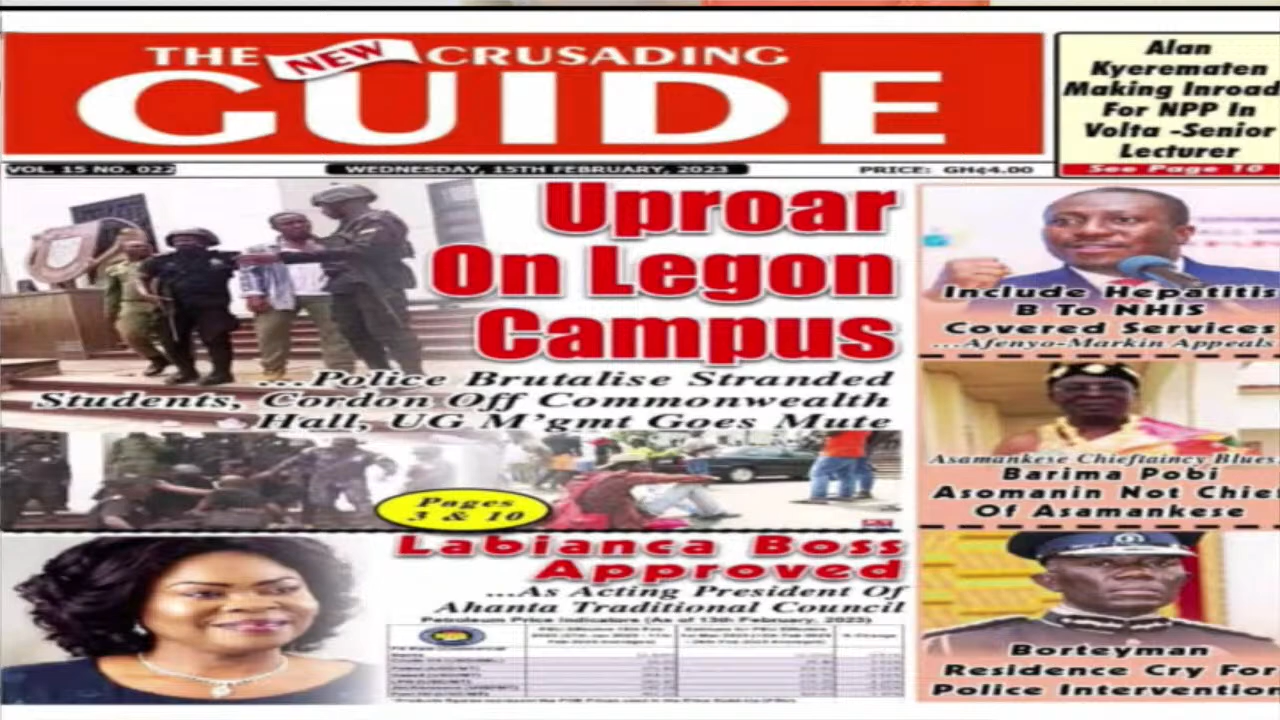 THE NEW CRUSADING
GUIDE
VOL. 15 NO. 022
WEDNESDAY, 15TH FEBRUARY, 2023
PRICE: GH¢4.00
Alan
Kyerematen
Making Inroad
For NPP In
Volta -Senior
Lecturer
See Page 10
Uproar
On Legon
Campus
...Police Brutalise Stranded
Students, Cordon Off Commonwealth
Hall, UG M'gmt Goes Mute
Pages
3 & 10
Include Hepatitis
B To NHIS
Covered Services
...Afenyo-Markin Appeals
Asamankese Chieftaincy Blues
Barima Pobi
Asomanin Not Chie
Of Asamankese
Labianca Boss
Approved
...As Acting President Of
Ahanta Traditional Council
Petroleum Price Indicators (As of 13th February, 2023)
Borteyman
Residence Cry For
Police Intervention